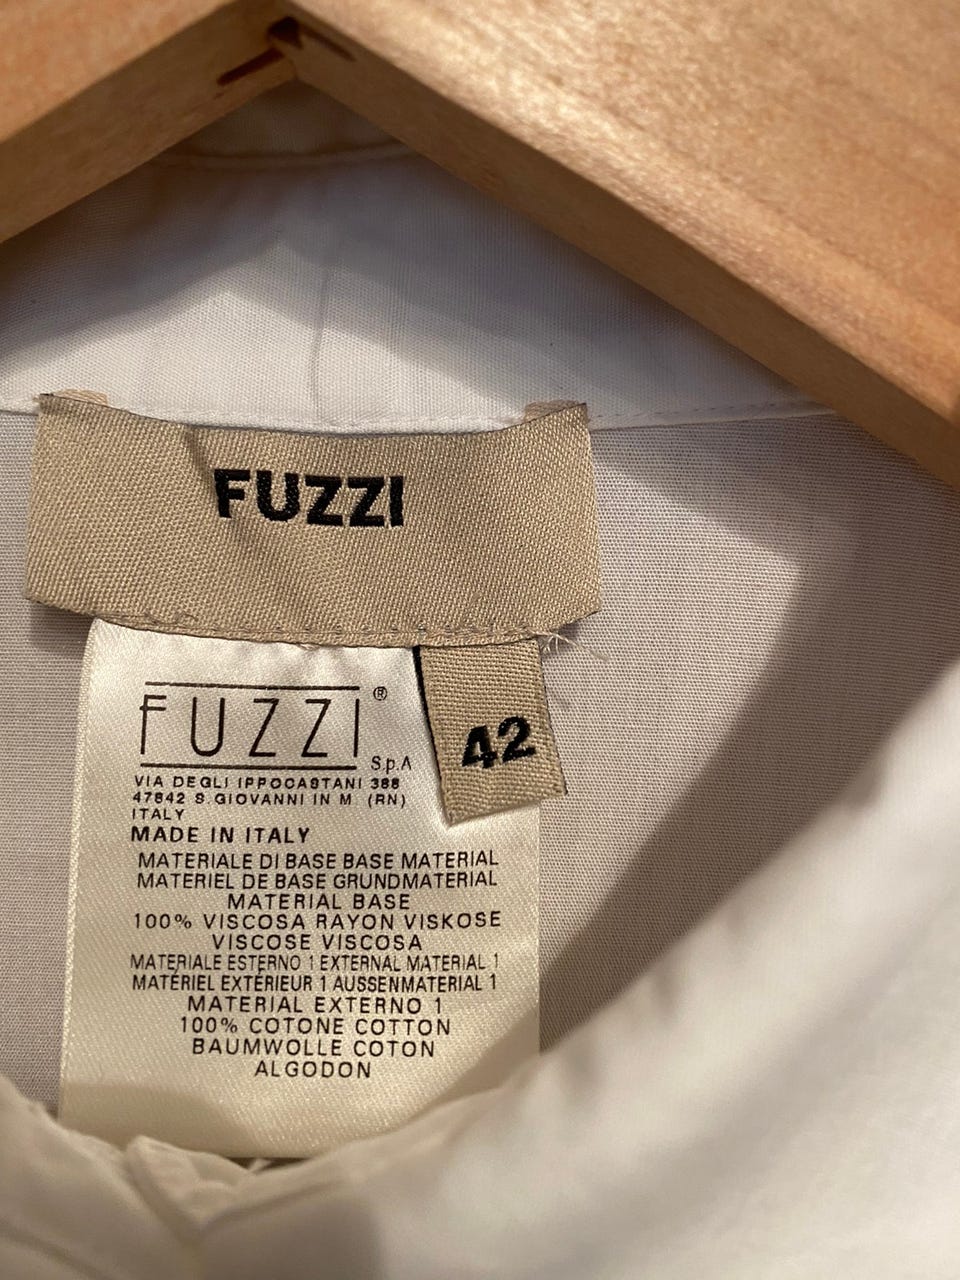 FUZZI
FUZZI®
S.p.A
42
VIA DEGLI IPPOCASTANI 388
47842 S.GIOVANNI IN M (RN)
ITALY
MADE IN ITALY
MATERIALE DI BASE BASE MATERIAL
MATERIEL DE BASE GRUNDMATERIAL
MATERIAL BASE
100% VISCOSA RAYON VISKOSE
VISCOSE VISCOSA
MATERIALE ESTERNO 1 EXTERNAL MATERIAL 1
MATÉRIEL EXTÉRIEUR 1 AUSSENMATERIAL 1
MATERIAL EXTERNO 1
100% COTONE COTTON
BAUMWOLLE COTON
ALGODON